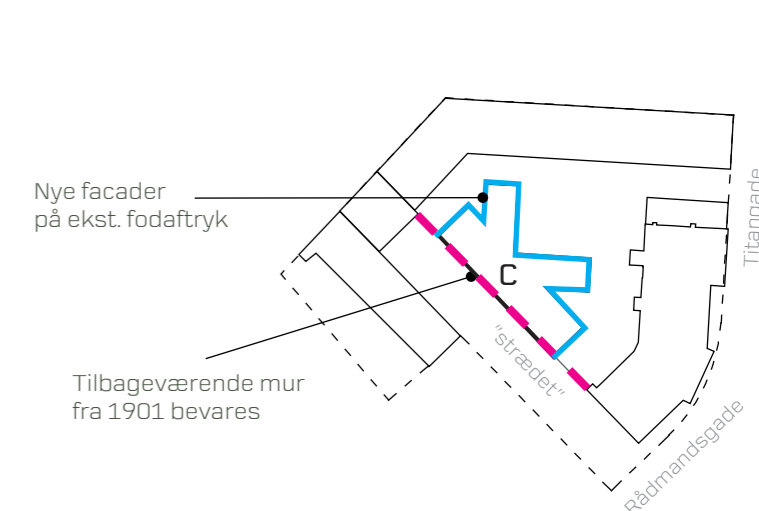 Nye facader
på ekst. fodaftryk
Titangade
C
"strædet"
Tilbageværende mur
fra 1901 bevares
Rådmandsgade